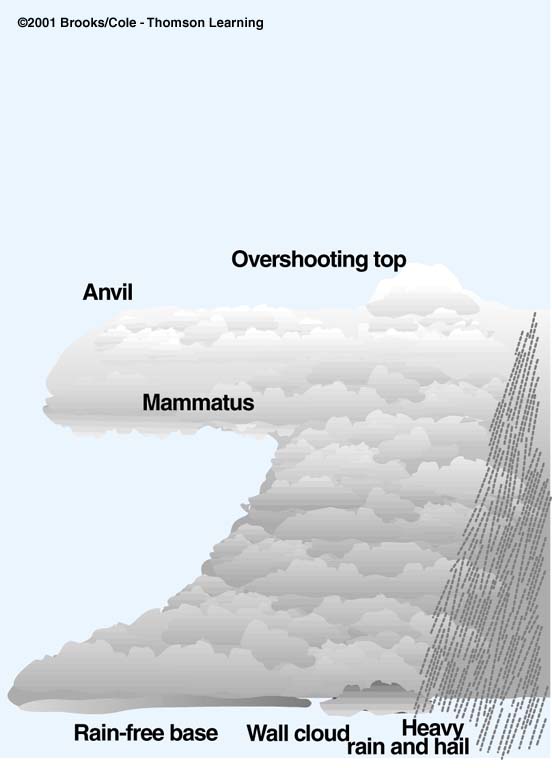 ©2001 Brooks/Cole - Thomson Learning
Overshooting top
Anvil
Mammatus
Rain-free base
Wall cloud
Heavy
rain and hail